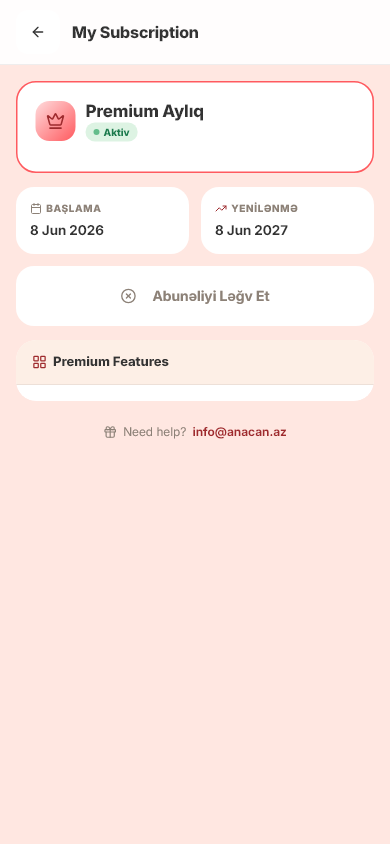 My Subscription
Premium Aylıq
Aktiv
BAŞLAMA
8 Jun 2026
YENİLƏNMƏ
8 Jun 2027
Abunəliyi Ləğv Et
Premium Features
Need help? info@anacan.az